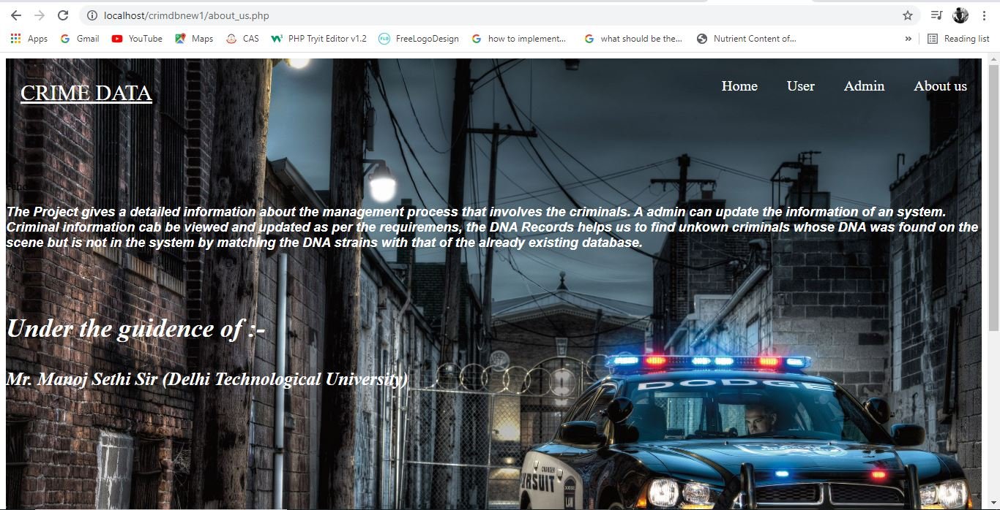 localhost/crimdbnew1/about_us.php
Apps Gmail YouTube Maps CAS PHP Tryit Editor v1.2 FreeLogoDesign how to implement... what should be the... Nutrient Content of... » Reading list
CRIME DATA Home User Admin About us
The Project gives a detailed information about the management process that involves the criminals. A admin can update the information of an system.
Criminal information cab be viewed and updated as per the requiremens, the DNA Records helps us to find unkown criminals whose DNA was found on the
scene but is not in the system by matching the DNA strains with that of the already existing database.
Under the guidence of :-
Mr. Manoj Sethi Sir (Delhi Technological University)
DODGE
CHARGER
PURSUIT